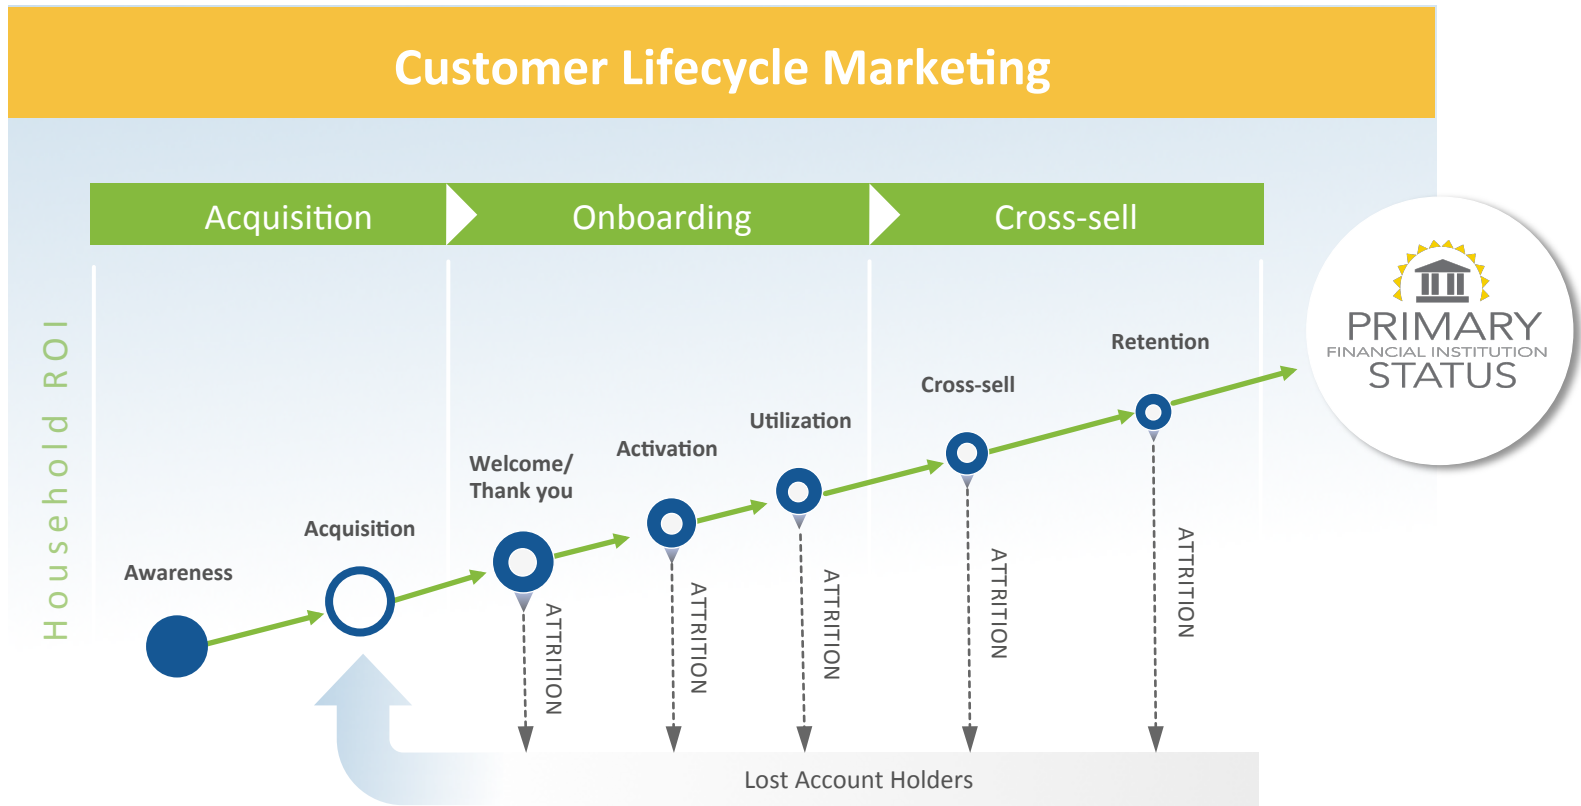 Customer Lifecycle Marketing
Acquisition
Onboarding
Cross-sell
Household ROI
PRIMARY
FINANCIAL INSTITUTION
STATUS
Retention
Cross-sell
Utilization
Activation
Welcome/
Thank you
Acquisition
Awareness
ATTRITION
ATTRITION
ATTRITION
ATTRITION
ATTRITION
Lost Account Holders